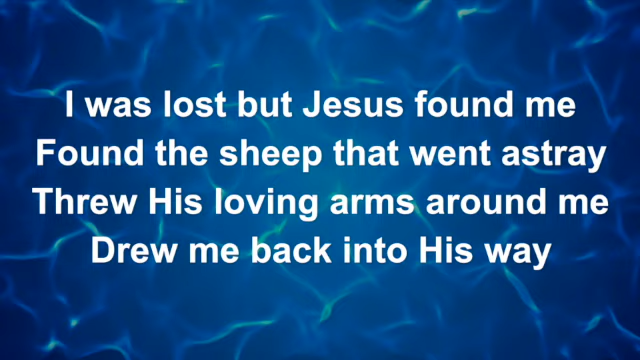 I was lost but Jesus found me
Found the sheep that went astray
Threw His loving arms around me
Drew me back into His way